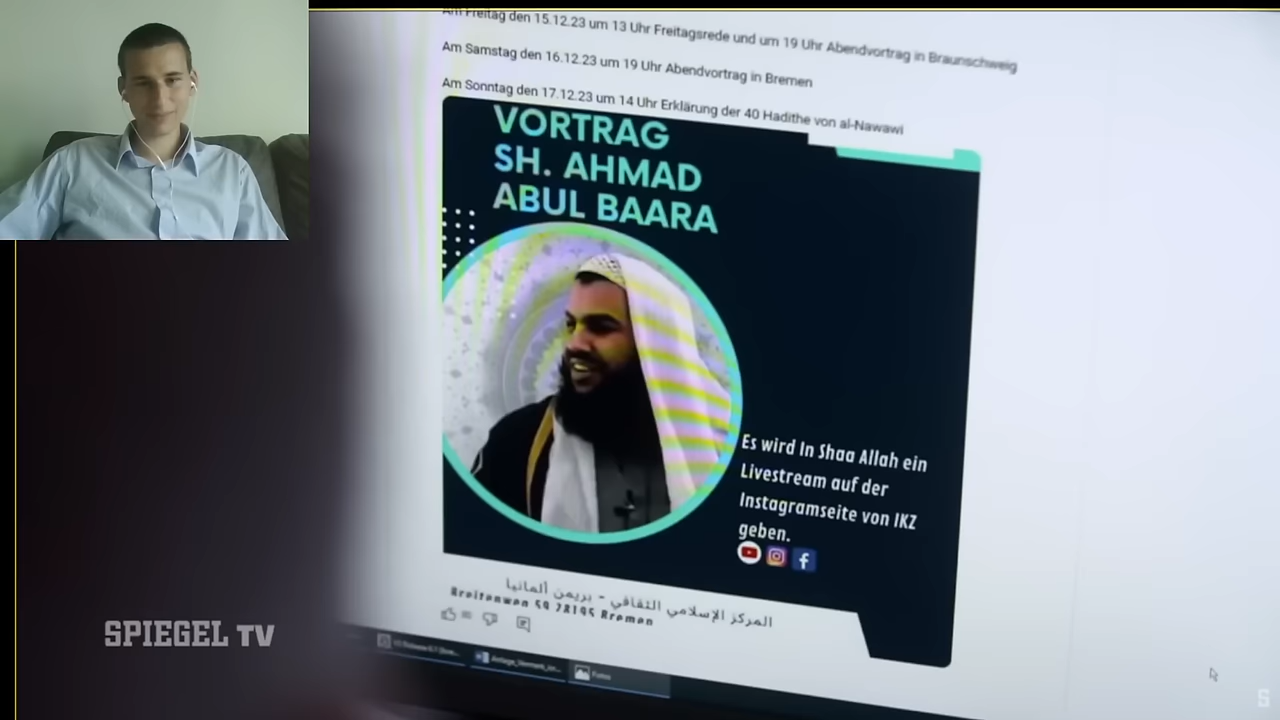 Am Freitag den 15.12.23 um 13 Uhr Freitagsrede und um 19 Uhr Abendvortrag in Braunschweig
Am Samstag den 16.12.23 um 19 Uhr Abendvortrag in Bremen
Am Sonntag den 17.12.23 um 14 Uhr Erklärung der 40 Hadithe von al-Nawawi
VORTRAG
SH. AHMAD
ABUL BAARA
Es wird In Shaa Allah ein
Livestream auf der
Instagramseite von IKZ
geben.
المركز الإسلامي الثقافي - بريمن ألمانيا
Breitenweg 59 28195 Bremen
SPIEGEL TV
S